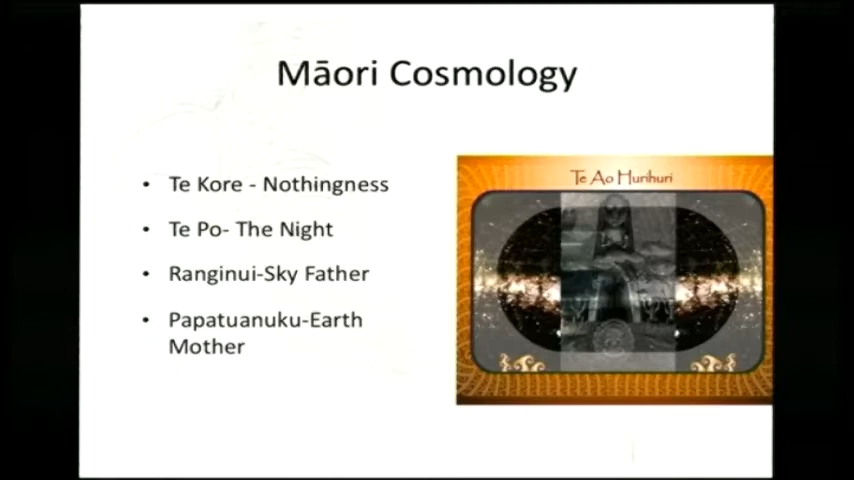 Māori Cosmology
• Te Kore - Nothingness
• Te Po- The Night
• Ranginui-Sky Father
• Papatuanuku-Earth
Mother
Te Ao Hurihuri